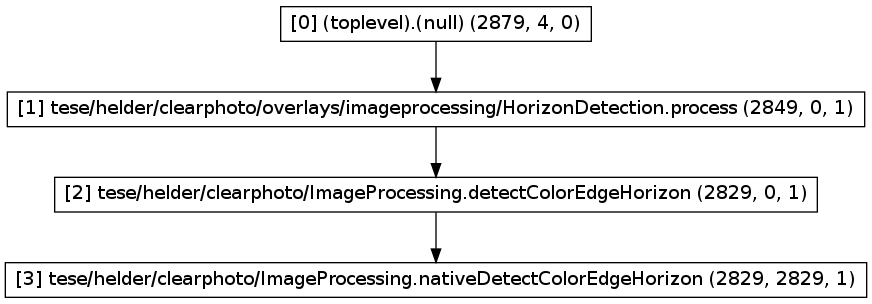 [0] (toplevel).(null) (2879, 4, 0)
[1] tese/helder/clearphoto/overlays/imageprocessing/HorizonDetection.process (2849, 0, 1)
[2] tese/helder/clearphoto/ImageProcessing.detectColorEdgeHorizon (2829, 0, 1)
[3] tese/helder/clearphoto/ImageProcessing.nativeDetectColorEdgeHorizon (2829, 2829, 1)